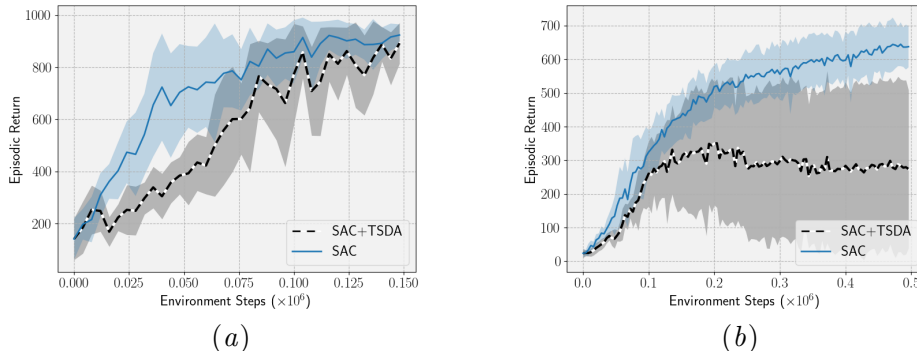 1000
800
600
400
200
Episodic Return
0.000 0.025 0.050 0.075 0.100 0.125 0.150
Environment Steps (×10⁶)
SAC+TSDA
SAC
(a)
700
600
500
400
300
200
100
0
Episodic Return
0.0 0.1 0.2 0.3 0.4 0.5
Environment Steps (×10⁶)
SAC+TSDA
SAC
(b)